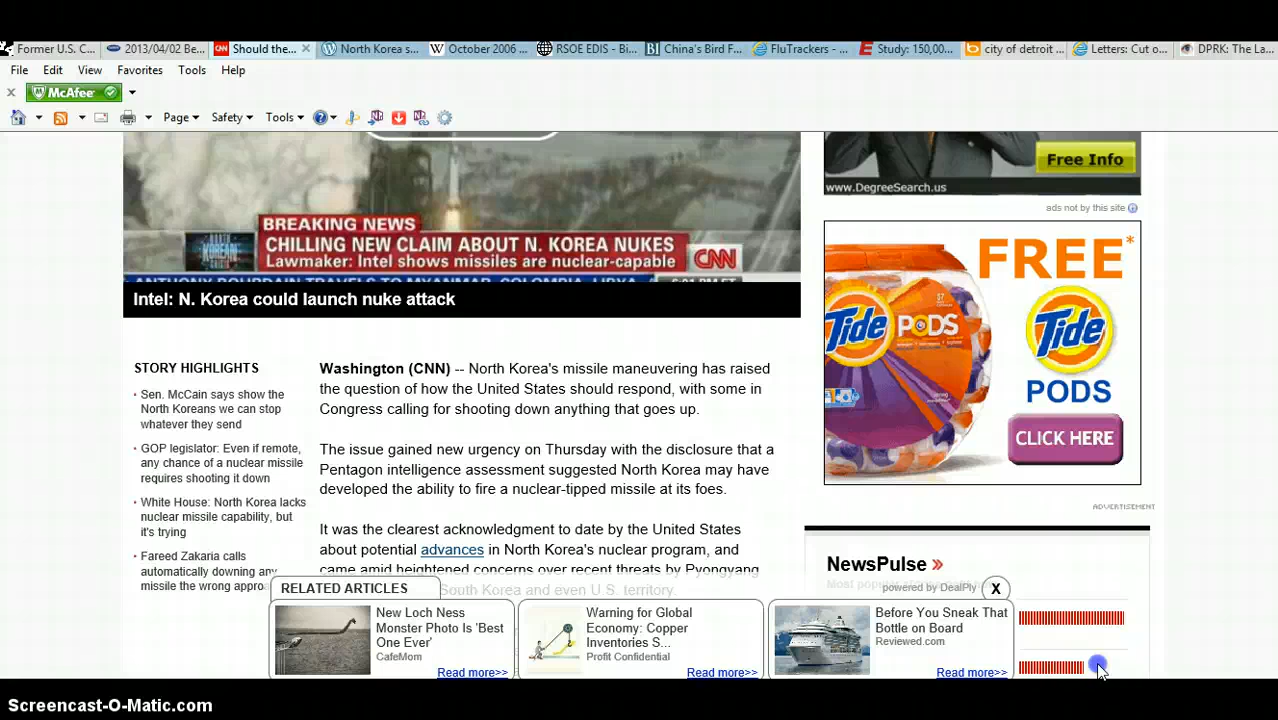 Former U.S. C...
2013/04/02 Be...
CNN
Should the...
North Korea s...
W
October 2006 ...
RSOE EDIS - Bi...
BI
China's Bird F...
FluTrackers - ...
E
Study: 150,00...
b
city of detroit ...
Letters: Cut o...
DPRK: The La...
File
Edit
View
Favorites
Tools
Help
McAfee
Page
Safety
Tools
Free Info
www.DegreeSearch.us
ads not by this site
BREAKING NEWS
CHILLING NEW CLAIM ABOUT N. KOREA NUKES
Lawmaker: Intel shows missiles are nuclear-capable
CNN
ANTHONY BOURDAIN TRAVELS TO MYANMAR, COLOMBIA, LIBYA
Intel: N. Korea could launch nuke attack
FREE*
Tide
PODS
Tide
PODS
CLICK HERE
ADVERTISEMENT
STORY HIGHLIGHTS
Sen. McCain says show the
North Koreans we can stop
whatever they send
GOP legislator: Even if remote,
any chance of a nuclear missile
requires shooting it down
White House: North Korea lacks
nuclear missile capability, but
it's trying
Fareed Zakaria calls
automatically downing any
missile the wrong appro
Washington (CNN) -- North Korea's missile maneuvering has raised
the question of how the United States should respond, with some in
Congress calling for shooting down anything that goes up.
The issue gained new urgency on Thursday with the disclosure that a
Pentagon intelligence assessment suggested North Korea may have
developed the ability to fire a nuclear-tipped missile at its foes.
It was the clearest acknowledgment to date by the United States
about potential advances in North Korea's nuclear program, and
came amid heightened concerns over recent threats by Pyongyang
South Korea and even U.S. territory.
NewsPulse »
Most popular
powered by DealPly
X
RELATED ARTICLES
New Loch Ness
Monster Photo Is 'Best
One Ever'
CafeMom
Read more>>
Warning for Global
Economy: Copper
Inventories S...
Profit Confidential
Read more>>
Before You Sneak That
Bottle on Board
Reviewed.com
Read more>>
Screencast-O-Matic.com